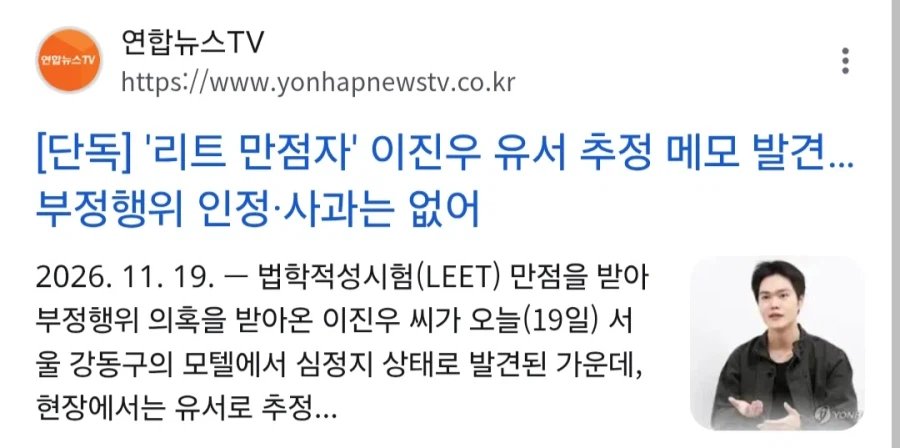 연합뉴스TV
연합뉴스TV
https://www.yonhapnewstv.co.kr
[단독] '리트 만점자' 이진우 유서 추정 메모 발견...
부정행위 인정·사과는 없어
2026. 11. 19. — 법학적성시험(LEET) 만점을 받아
부정행위 의혹을 받아온 이진우 씨가 오늘(19일) 서
울 강동구의 모텔에서 심정지 상태로 발견된 가운데,
현장에서는 유서로 추정...
YONH